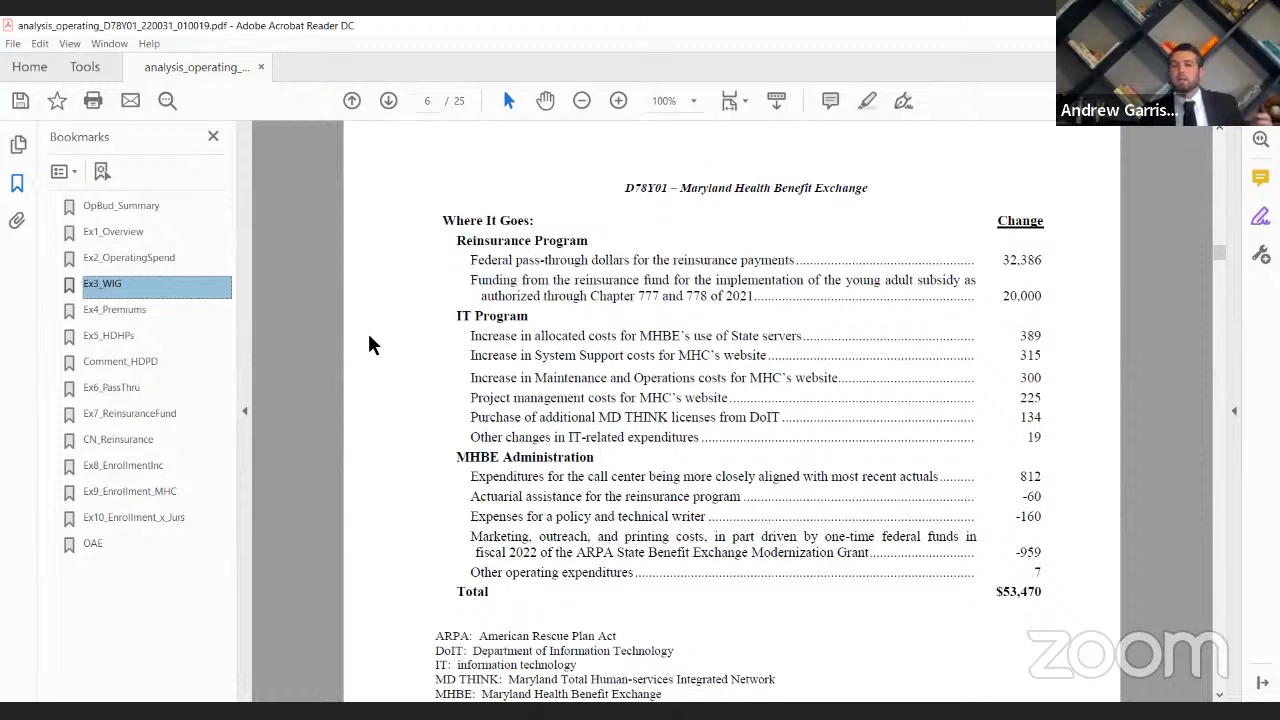 analysis_operating_D78Y01_220031_010019.pdf - Adobe Acrobat Reader DC
File Edit View Window Help
Home Tools analysis_operating_... ×
6 / 25 100%
Andrew Garris...
Bookmarks
OpBud_Summary
Ex1_Overview
Ex2_OperatingSpend
Ex3_WIG
Ex4_Premiums
Ex5_HDHPs
Comment_HDPD
Ex6_PassThru
Ex7_ReinsuranceFund
CN_Reinsurance
Ex8_EnrollmentInc
Ex9_Enrollment_MHC
Ex10_Enrollment_x_Jurs
OAE
D78Y01 – Maryland Health Benefit Exchange
Where It Goes: Change
Reinsurance Program
Federal pass-through dollars for the reinsurance payments 32,386
Funding from the reinsurance fund for the implementation of the young adult subsidy as
authorized through Chapter 777 and 778 of 2021 20,000
IT Program
Increase in allocated costs for MHBE's use of State servers 389
Increase in System Support costs for MHC's website 315
Increase in Maintenance and Operations costs for MHC's website 300
Project management costs for MHC's website 225
Purchase of additional MD THINK licenses from DoIT 134
Other changes in IT-related expenditures 19
MHBE Administration
Expenditures for the call center being more closely aligned with most recent actuals 812
Actuarial assistance for the reinsurance program -60
Expenses for a policy and technical writer -160
Marketing, outreach, and printing costs, in part driven by one-time federal funds in
fiscal 2022 of the ARPA State Benefit Exchange Modernization Grant -959
Other operating expenditures 7
Total $53,470
ARPA: American Rescue Plan Act
DoIT: Department of Information Technology
IT: information technology
MD THINK: Maryland Total Human-services Integrated Network
MHBE: Maryland Health Benefit Exchange
zoom